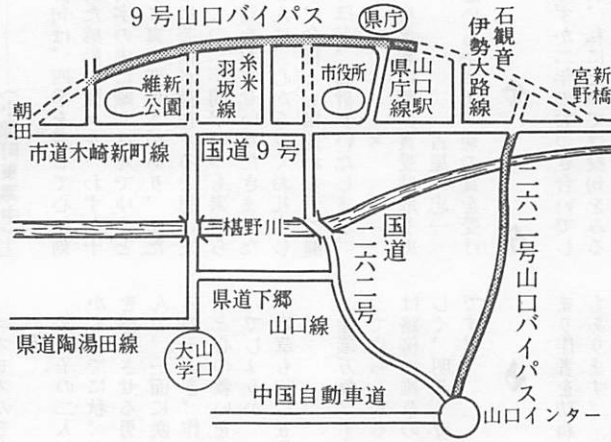 9号山口バイパス
県庁
石観音
伊勢大路線
宮野
新橋
朝田
維新公園
糸米
羽坂線
市役所
県庁線
山口駅
市道木崎新町線
国道9号
椹野川
国道二六二号
二六二号山口バイパス
県道下郷
山口線
県道陶湯田線
山口大学
中国自動車道
山口インター